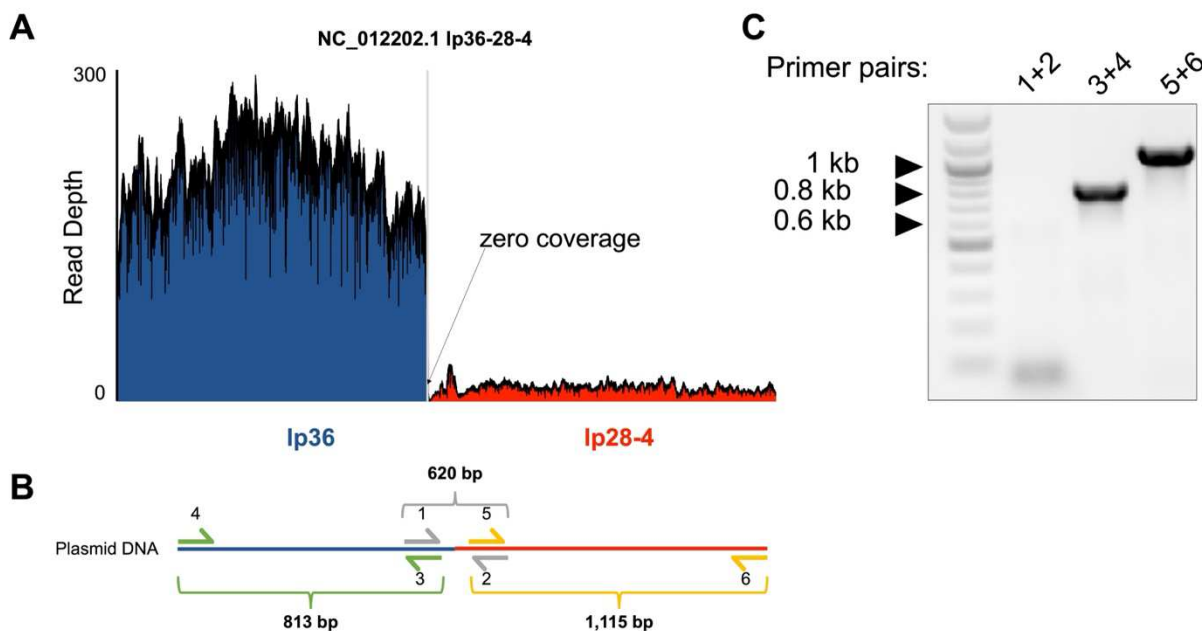 A
NC_012202.1 lp36-28-4
300
Read Depth
0
zero coverage
lp36
lp28-4
B
620 bp
4
1
5
Plasmid DNA
3
2
6
813 bp
1,115 bp
C
Primer pairs:
1+2
3+4
5+6
1 kb
0.8 kb
0.6 kb